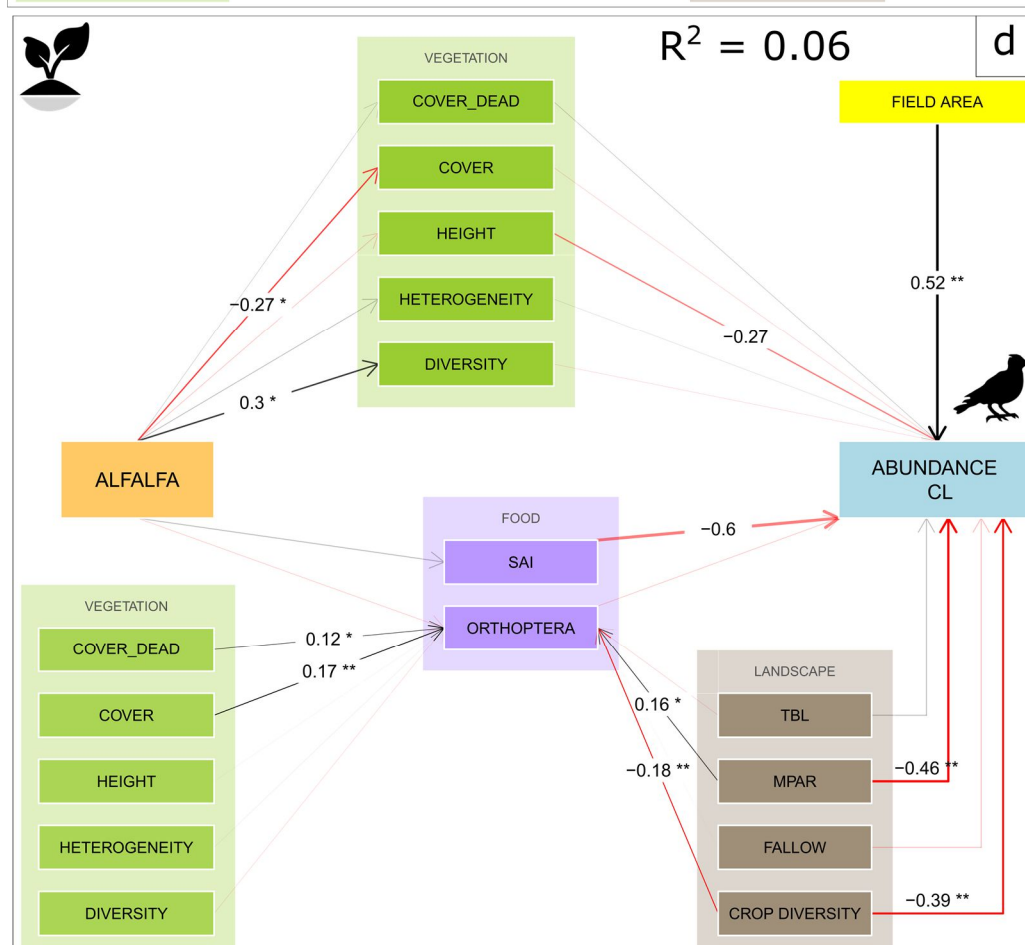 R² = 0.06
d
VEGETATION
COVER_DEAD
COVER
HEIGHT
HETEROGENEITY
DIVERSITY
FIELD AREA
0.52 **
−0.27 *
0.3 *
−0.27
ALFALFA
ABUNDANCE
CL
FOOD
SAI
ORTHOPTERA
−0.6
VEGETATION
COVER_DEAD
COVER
HEIGHT
HETEROGENEITY
DIVERSITY
0.12 *
0.17 **
0.16 *
−0.18 **
LANDSCAPE
TBL
MPAR
FALLOW
CROP DIVERSITY
−0.46 **
−0.39 **